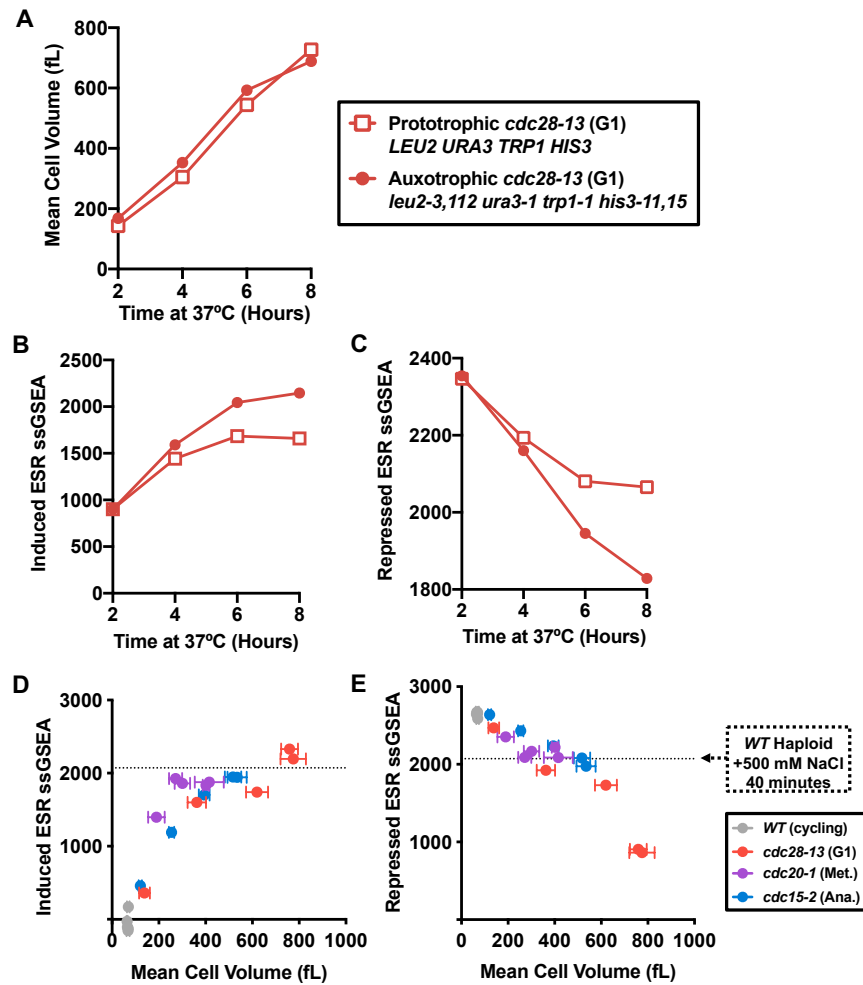 A
Mean Cell Volume (fL)
800
600
400
200
0
2 4 6 8
Time at 37ºC (Hours)
Prototrophic cdc28-13 (G1)
LEU2 URA3 TRP1 HIS3
Auxotrophic cdc28-13 (G1)
leu2-3,112 ura3-1 trp1-1 his3-11,15
B
Induced ESR ssGSEA
2500
2000
1500
1000
500
0
2 4 6 8
Time at 37ºC (Hours)
C
Repressed ESR ssGSEA
2400
2200
2000
1800
2 4 6 8
Time at 37ºC (Hours)
D
Induced ESR ssGSEA
3000
2000
1000
0
0 200 400 600 800 1000
Mean Cell Volume (fL)
E
Repressed ESR ssGSEA
3000
2000
1000
0
0 200 400 600 800 1000
Mean Cell Volume (fL)
WT Haploid
+500 mM NaCl
40 minutes
WT (cycling)
cdc28-13 (G1)
cdc20-1 (Met.)
cdc15-2 (Ana.)